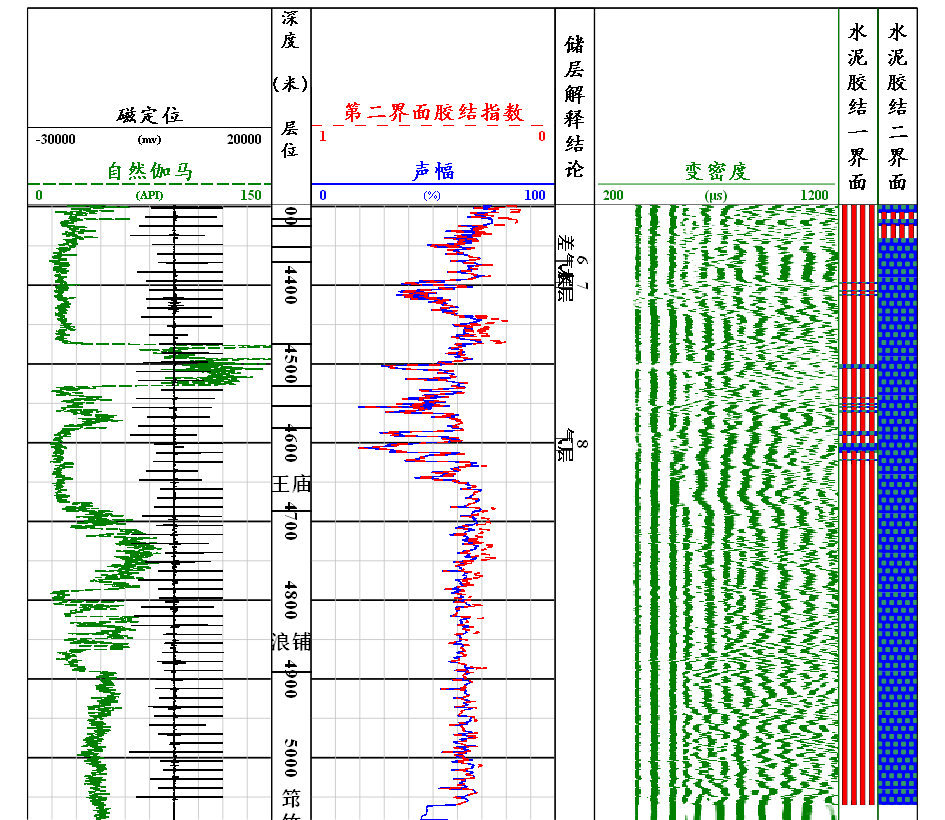 磁定位
-30000 (mv) 20000
自然伽马
0 (API) 150
深度
(米)
层位
第二界面胶结指数
1 0
声幅
0 (%) 100
储层解释结论
变密度
200 (μs) 1200
水泥胶结一界面
水泥胶结二界面
00
4400
4500
4600
王庙
4700
4800
浪铺
4900
5000
6
差气层
7
8
气层